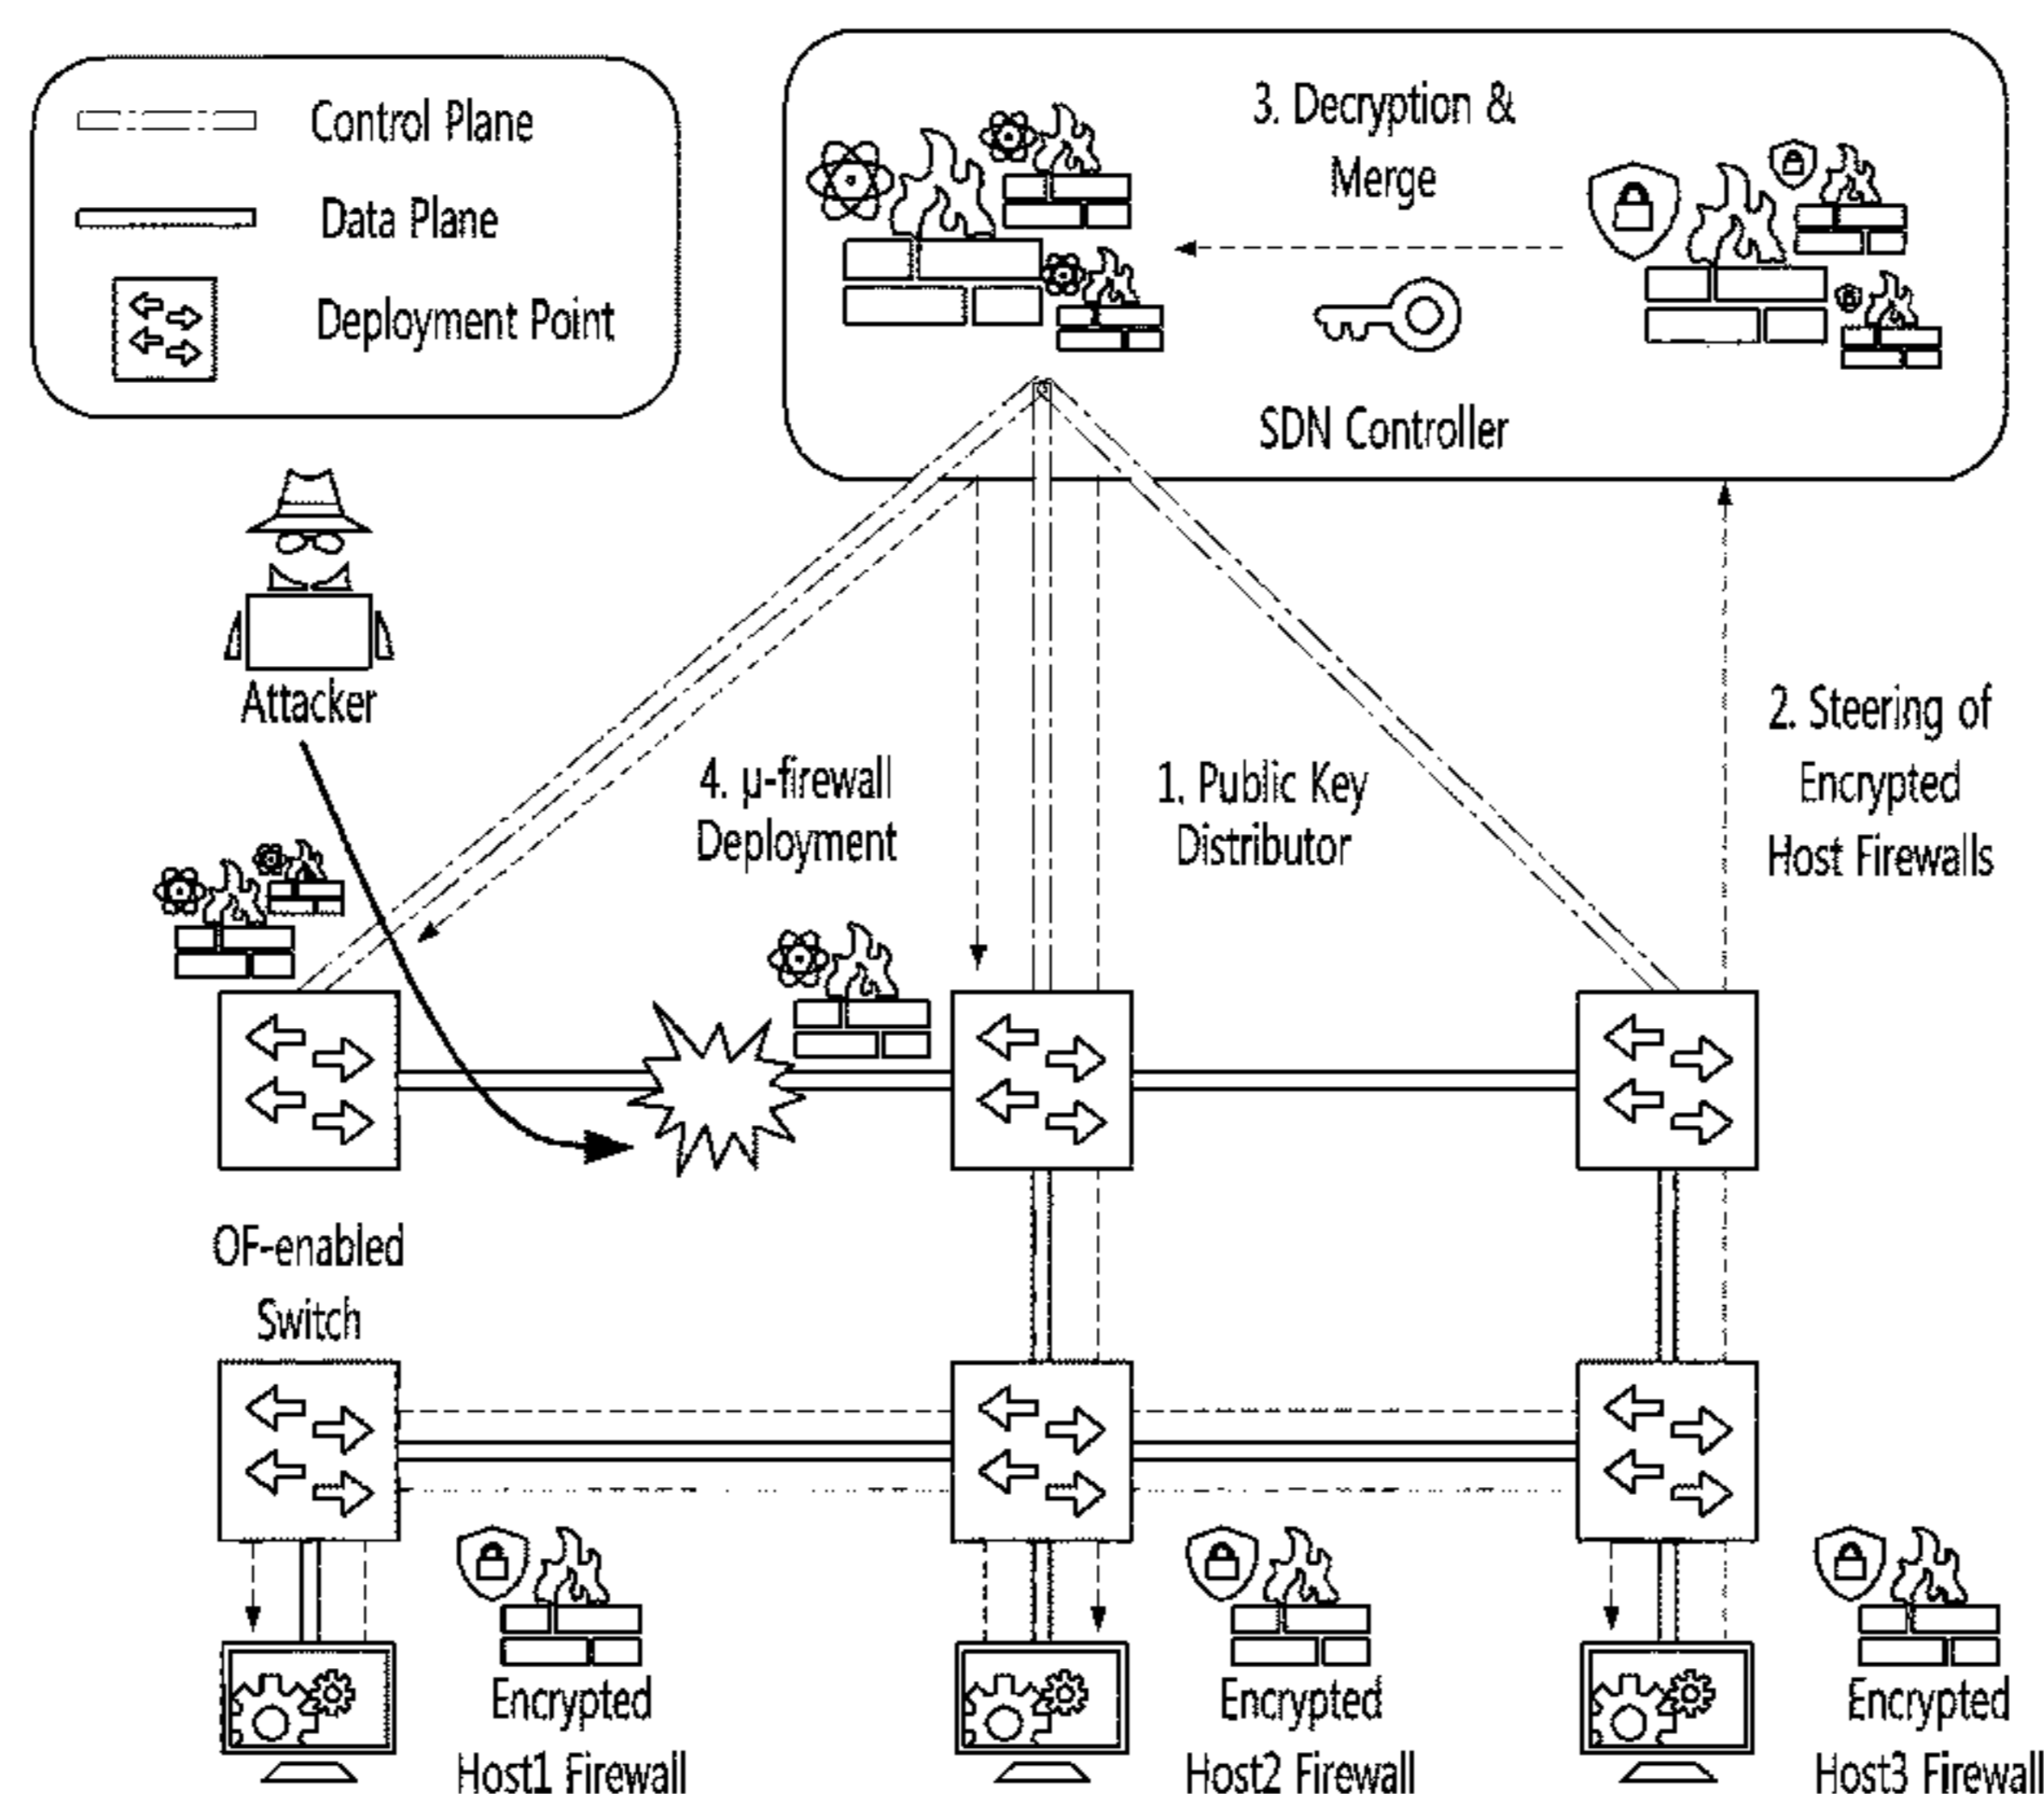 Control Plane
Data Plane
Deployment Point
3. Decryption &
Merge
SDN Controller
Attacker
4. μ-firewall
Deployment
1. Public Key
Distributor
2. Steering of
Encrypted
Host Firewalls
OF-enabled
Switch
Encrypted
Host1 Firewall
Encrypted
Host2 Firewall
Encrypted
Host3 Firewall